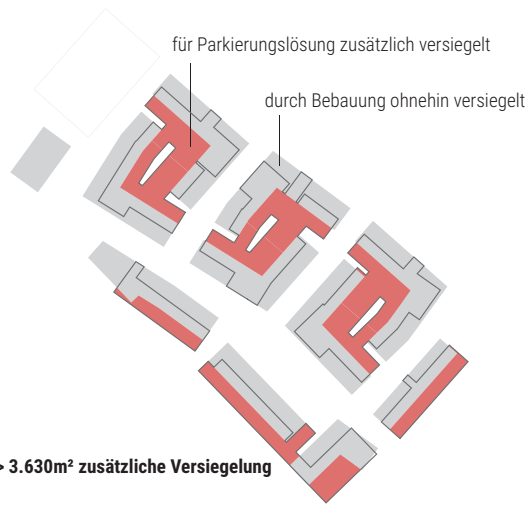 für Parkierungslösung zusätzlich versiegelt
durch Bebauung ohnehin versiegelt
> 3.630m² zusätzliche Versiegelung